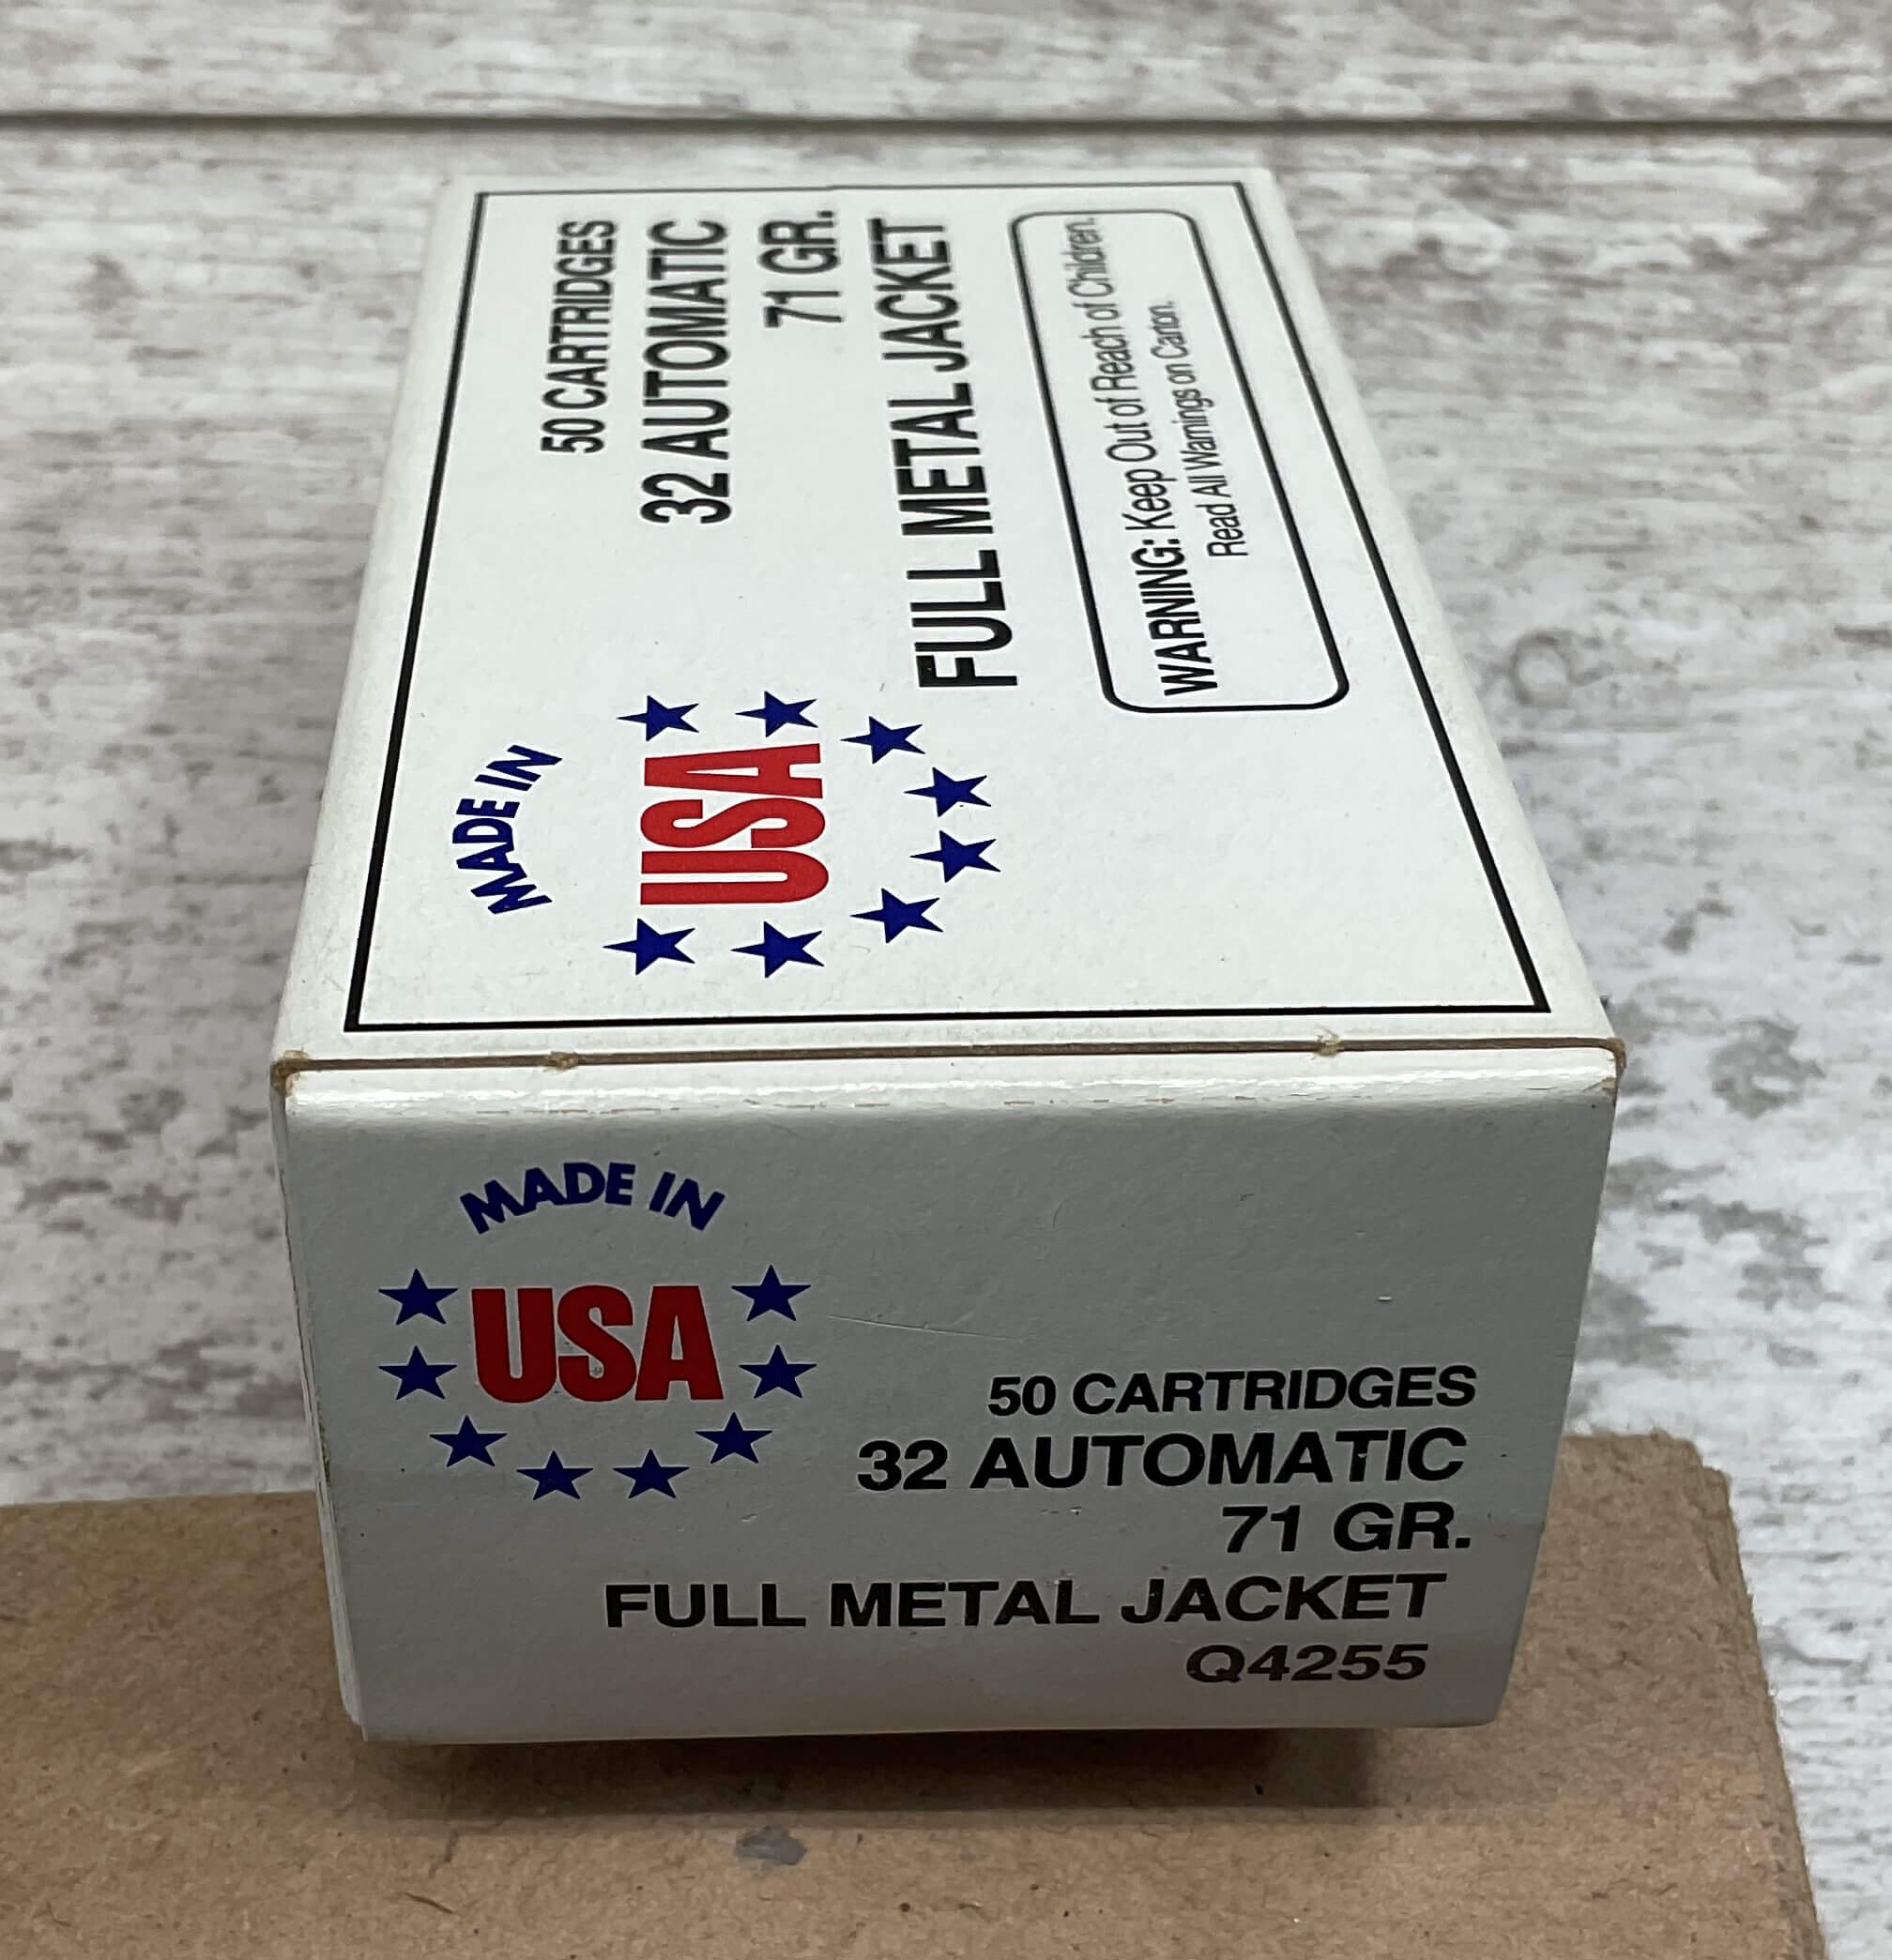 MADE IN
USA
50 CARTRIDGES
32 AUTOMATIC
71 GR.
FULL METAL JACKET
WARNING: Keep Out of Reach of Children.
Read All Warnings on Carton.
MADE IN
USA
50 CARTRIDGES
32 AUTOMATIC
71 GR.
FULL METAL JACKET
Q4255